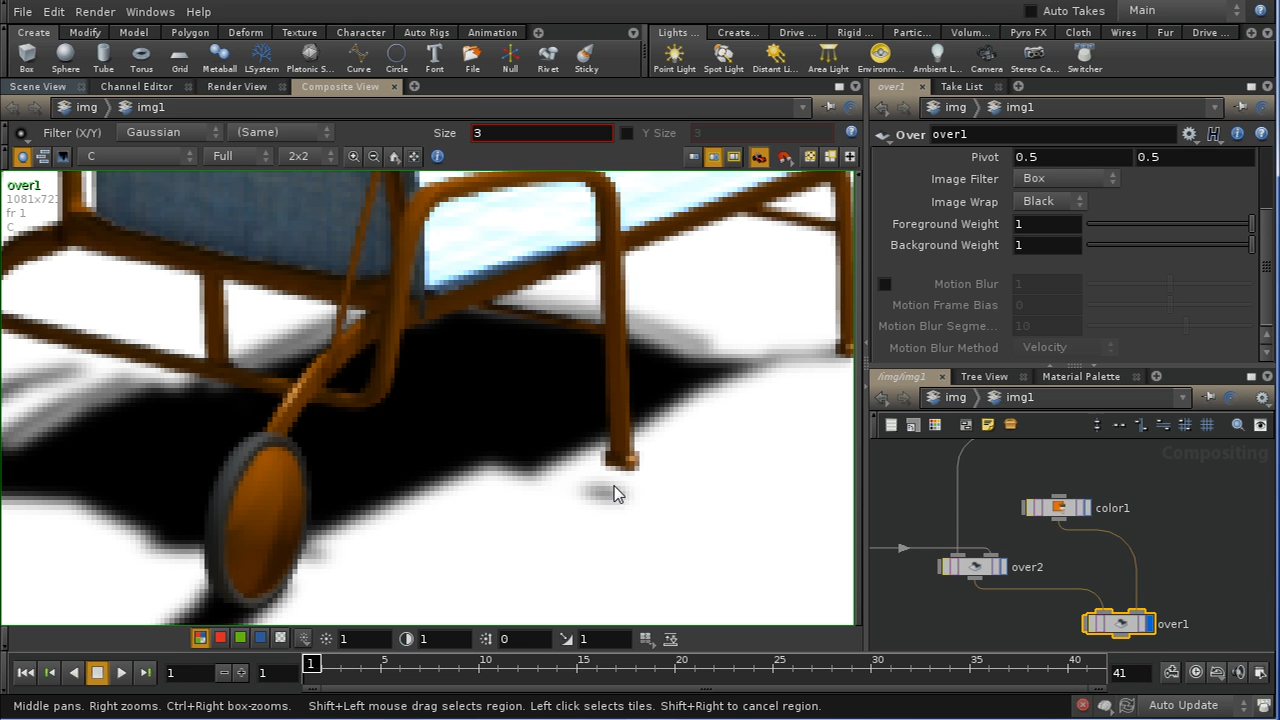 File Edit Render Windows Help Auto Takes Main
Create Modify Model Polygon Deform Texture Character Auto Rigs Animation Lights ... Create... Drive ... Rigid ... Partic... Volum... Pyro FX Cloth Wires Fur Drive ...
Box Sphere Tube Torus Grid Metaball LSystem Platonic S... Curve Circle Font File Null Rivet Sticky Point Light Spot Light Distant Li... Area Light Environm... Ambient L... Camera Stereo Ca... Switcher
Scene View Channel Editor Render View Composite View over1 Take List
img img1 img img1
Filter (X/Y) Gaussian (Same) Size 3 Y Size 3 Over over1
C Full 2x2 Pivot 0.5 0.5
over1
1081x72
fr 1
C
Image Filter Box
Image Wrap Black
Foreground Weight 1
Background Weight 1
Motion Blur 1
Motion Frame Bias 0
Motion Blur Segme... 10
Motion Blur Method Velocity
/img/img1 Tree View Material Palette
img img1
Compositing
color1
over2
over1
1 1 0 1
1 1 1 5 10 15 20 25 30 35 40 41
Middle pans. Right zooms. Ctrl+Right box-zooms. Shift+Left mouse drag selects region. Left click selects tiles. Shift+Right to cancel region. Auto Update